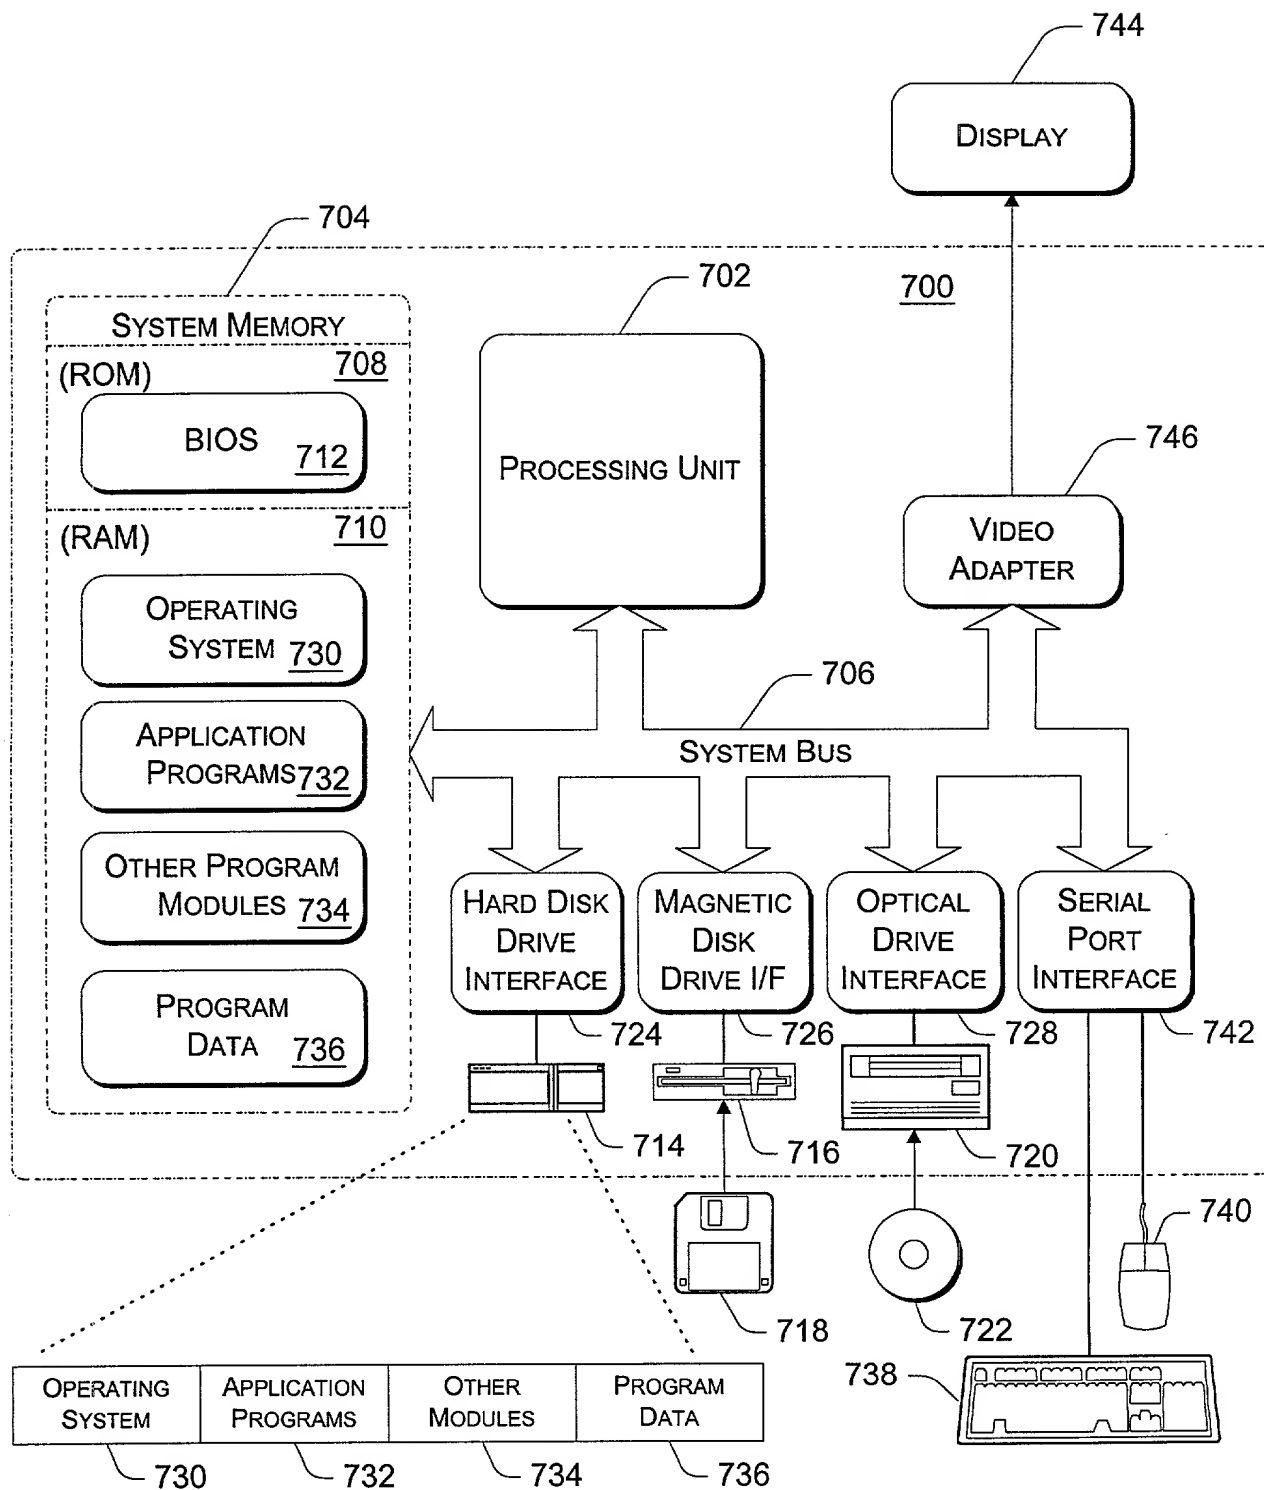 744
DISPLAY
704
702
700
SYSTEM MEMORY
(ROM) 708
BIOS 712
PROCESSING UNIT
746
VIDEO
ADAPTER
(RAM) 710
OPERATING
SYSTEM 730
706
APPLICATION
PROGRAMS 732
SYSTEM BUS
OTHER PROGRAM
MODULES 734
PROGRAM
DATA 736
HARD DISK
DRIVE
INTERFACE
MAGNETIC
DISK
DRIVE I/F
OPTICAL
DRIVE
INTERFACE
SERIAL
PORT
INTERFACE
724
726
728
742
714
716
720
740
718
722
738
OPERATING
SYSTEM
APPLICATION
PROGRAMS
OTHER
MODULES
PROGRAM
DATA
730
732
734
736